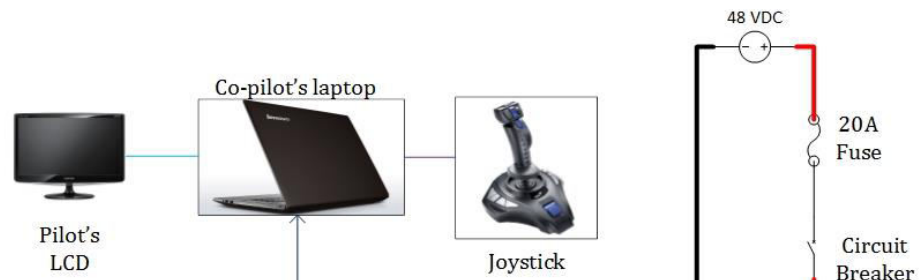 48 VDC
Co-pilot's laptop
20A
Fuse
Pilot's
LCD
Joystick
Circuit
Breaker
- +